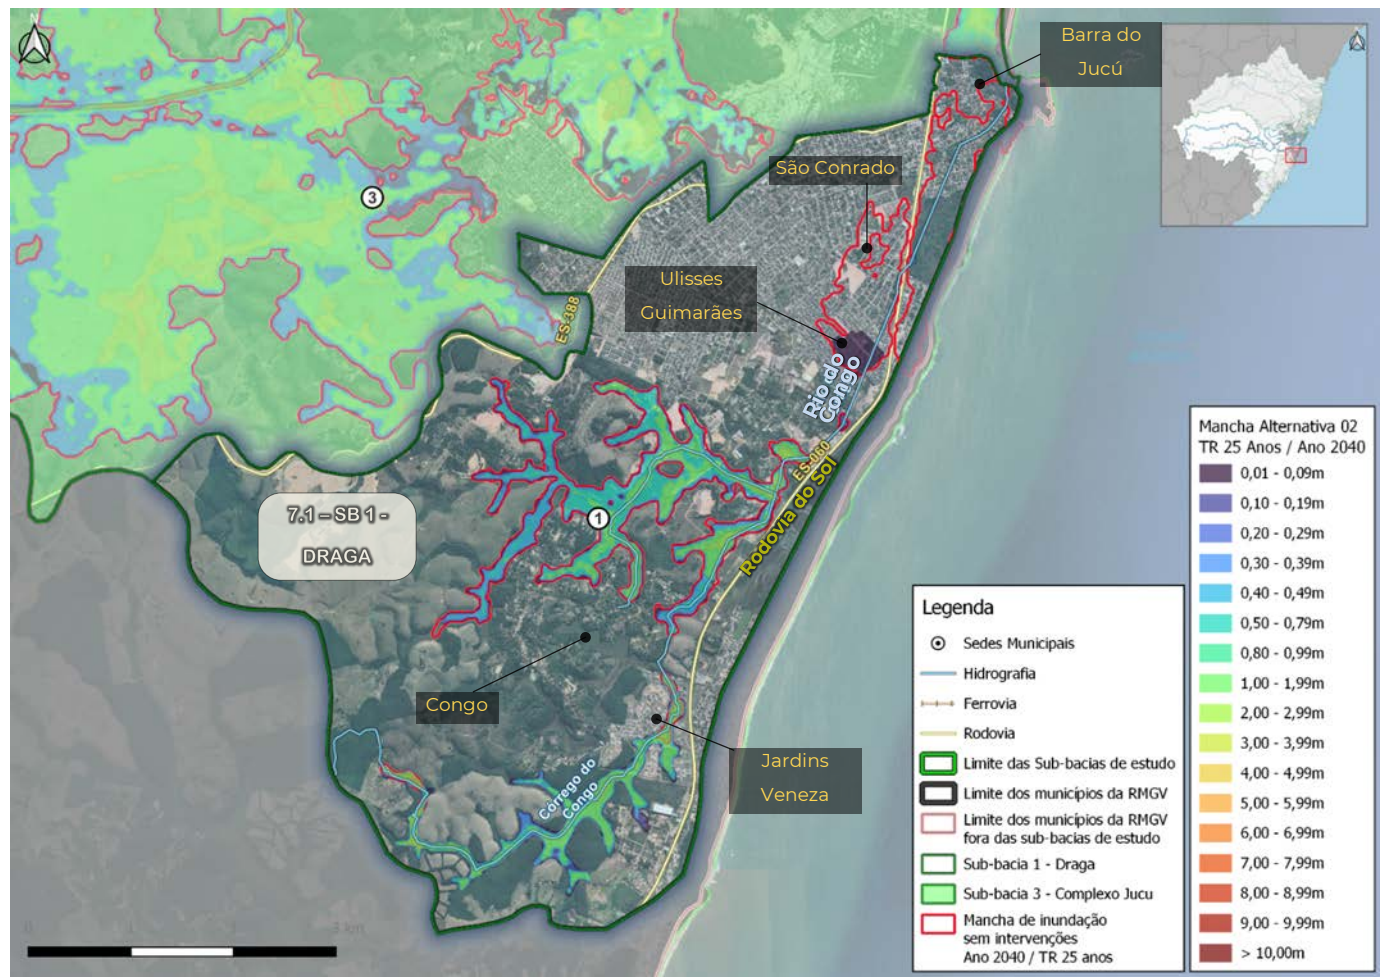 Barra do
Jucú
São Conrado
3
Ulisses
Guimarães
ES-388
Rio do
Congo
ES-060
Rodovia do Sol
7.1 – SB 1 -
DRAGA
1
Congo
Jardins
Veneza
Córrego do
Congo
3 km
Mancha Alternativa 02
TR 25 Anos / Ano 2040
0,01 - 0,09m
0,10 - 0,19m
0,20 - 0,29m
0,30 - 0,39m
0,40 - 0,49m
0,50 - 0,79m
0,80 - 0,99m
1,00 - 1,99m
2,00 - 2,99m
3,00 - 3,99m
4,00 - 4,99m
5,00 - 5,99m
6,00 - 6,99m
7,00 - 7,99m
8,00 - 8,99m
9,00 - 9,99m
> 10,00m
Legenda
Sedes Municipais
Hidrografia
Ferrovia
Rodovia
Limite das Sub-bacias de estudo
Limite dos municípios da RMGV
Limite dos municípios da RMGV
fora das sub-bacias de estudo
Sub-bacia 1 - Draga
Sub-bacia 3 - Complexo Jucu
Mancha de inundação
sem intervenções
Ano 2040 / TR 25 anos